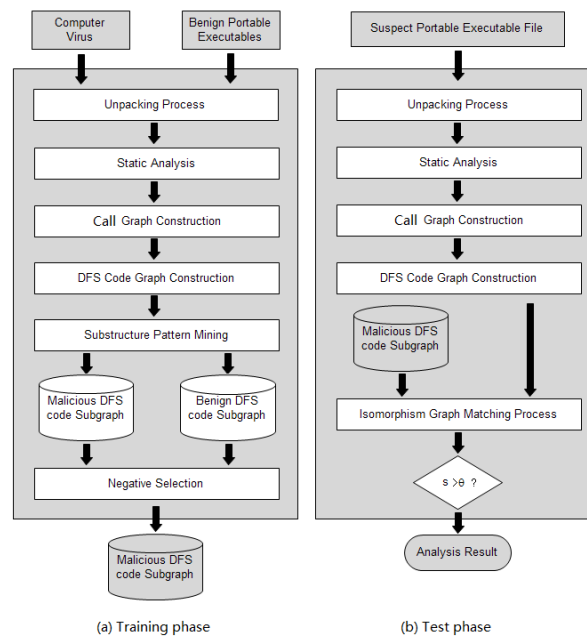 Computer
Virus
Benign Portable
Executables
Unpacking Process
Static Analysis
Call Graph Construction
DFS Code Graph Construction
Substructure Pattern Mining
Malicious DFS
code Subgraph
Benign DFS
code Subgraph
Negative Selection
Malicious DFS
code Subgraph
(a) Training phase
Suspect Portable Executable File
Unpacking Process
Static Analysis
Call Graph Construction
DFS Code Graph Construction
Malicious DFS
code Subgraph
Isomorphism Graph Matching Process
s >θ ?
Analysis Result
(b) Test phase